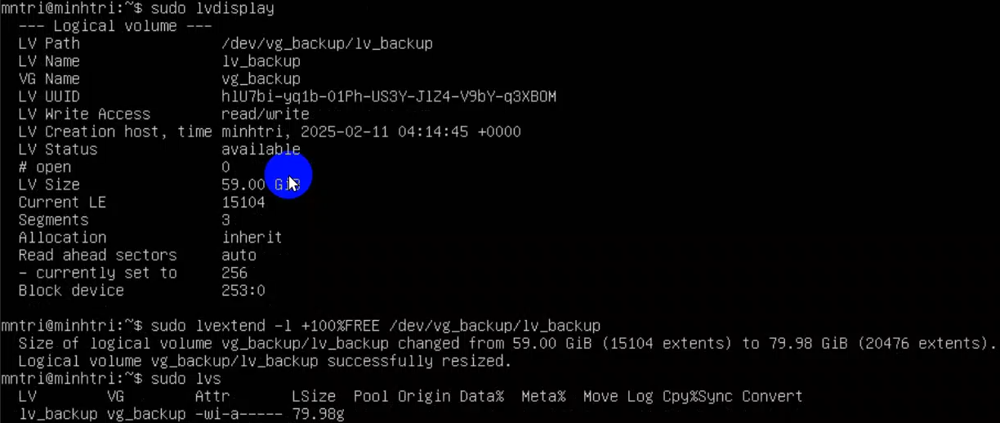 mntri@minhtri:~$ sudo lvdisplay
--- Logical volume ---
LV Path /dev/vg_backup/lv_backup
LV Name lv_backup
VG Name vg_backup
LV UUID hlU7bi-yq1b-O1Ph-US3Y-JlZ4-V9bY-q3XBOM
LV Write Access read/write
LV Creation host, time minhtri, 2025-02-11 04:14:45 +0000
LV Status available
# open 0
LV Size 59.00 GiB
Current LE 15104
Segments 3
Allocation inherit
Read ahead sectors auto
- currently set to 256
Block device 253:0
mntri@minhtri:~$ sudo lvextend -l +100%FREE /dev/vg_backup/lv_backup
Size of logical volume vg_backup/lv_backup changed from 59.00 GiB (15104 extents) to 79.98 GiB (20476 extents).
Logical volume vg_backup/lv_backup successfully resized.
mntri@minhtri:~$ sudo lvs
LV VG Attr LSize Pool Origin Data% Meta% Move Log Cpy%Sync Convert
lv_backup vg_backup -wi-a----- 79.98g